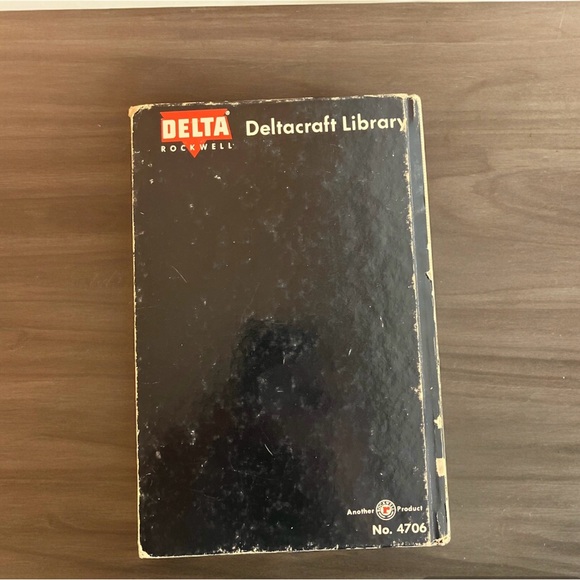 DELTA®
ROCKWELL
Deltacraft Library
Another Product
No. 4706